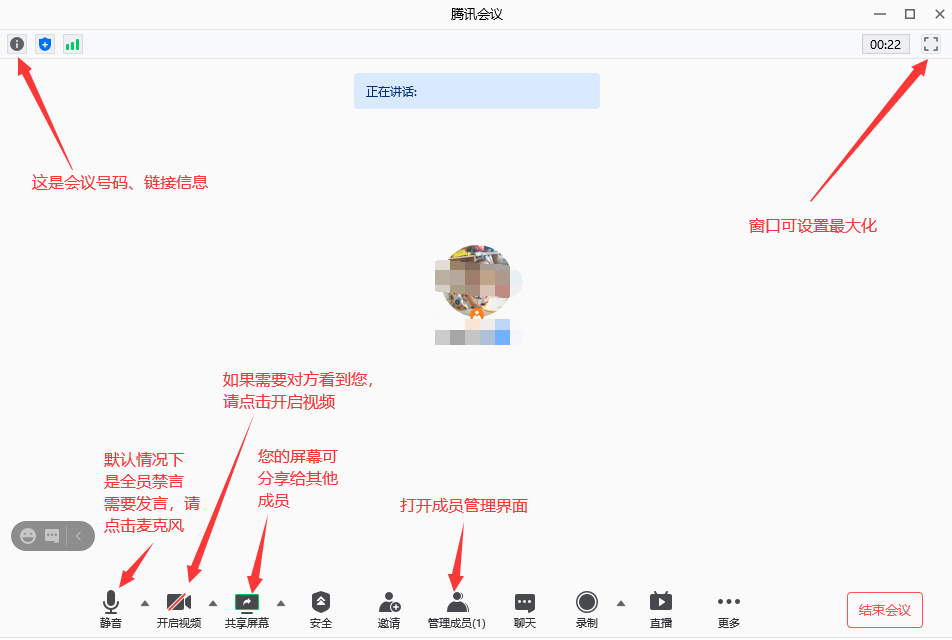 腾讯会议
00:22
正在讲话:
这是会议号码、链接信息
窗口可设置最大化
如果需要对方看到您,
请点击开启视频
默认情况下
是全员禁言
需要发言，请
点击麦克风
您的屏幕可
分享给其他
成员
打开成员管理界面
静音
开启视频
共享屏幕
安全
邀请
管理成员(1)
聊天
录制
直播
更多
结束会议